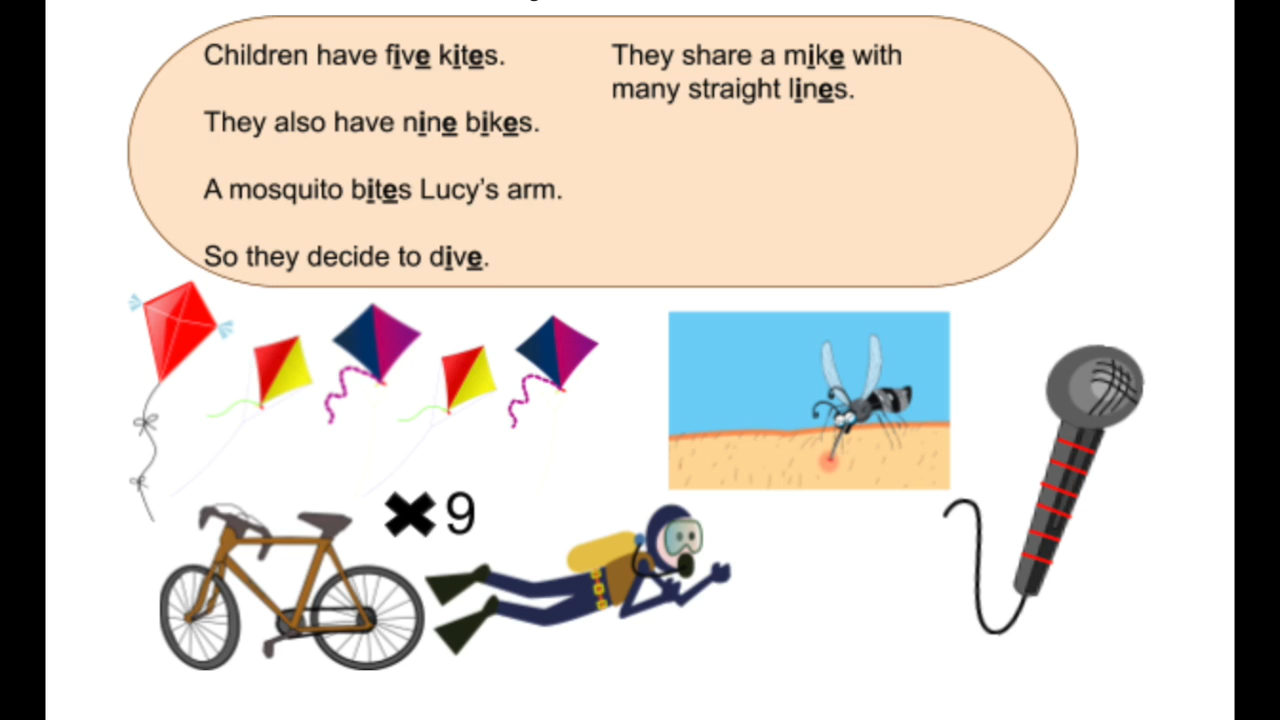 Children have five kites.
They also have nine bikes.
A mosquito bites Lucy's arm.
So they decide to dive.
They share a mike with
many straight lines.
✖9